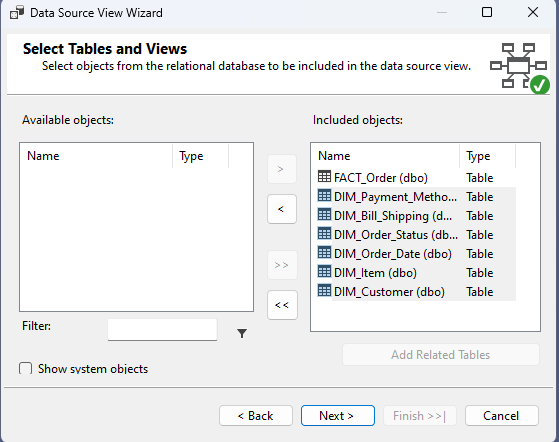 Data Source View Wizard
Select Tables and Views
Select objects from the relational database to be included in the data source view.
Available objects:
Name Type
>
<
>>
<<
Filter:
Show system objects
Included objects:
Name Type
FACT_Order (dbo) Table
DIM_Payment_Metho... Table
DIM_Bill_Shipping (d... Table
DIM_Order_Status (db... Table
DIM_Order_Date (dbo) Table
DIM_Item (dbo) Table
DIM_Customer (dbo) Table
Add Related Tables
< Back Next > Finish >>| Cancel